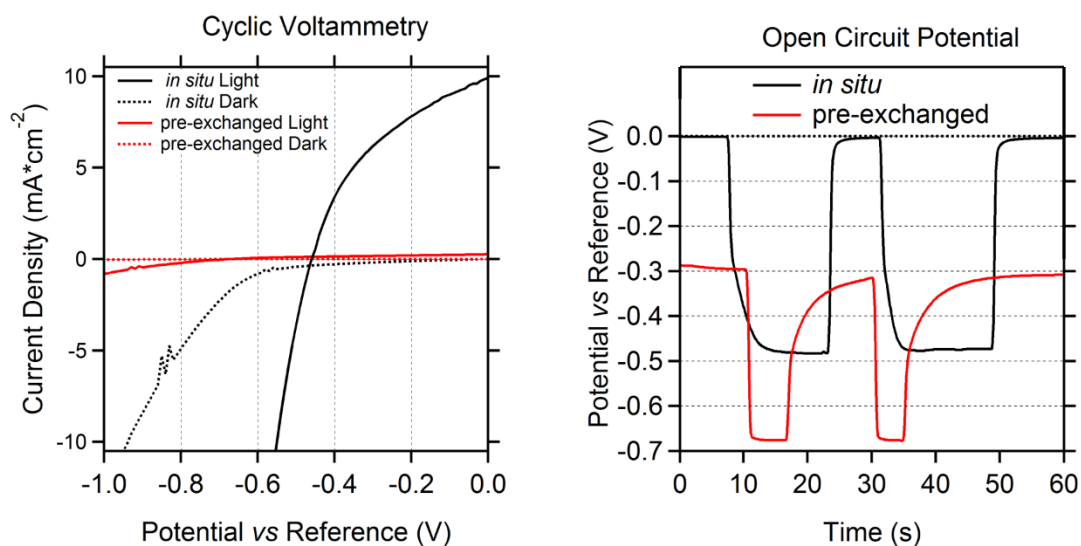 Cyclic Voltammetry
10
5
0
-5
-10
Current Density (mA*cm-2)
in situ Light
in situ Dark
pre-exchanged Light
pre-exchanged Dark
-1.0 -0.8 -0.6 -0.4 -0.2 0.0
Potential vs Reference (V)
Open Circuit Potential
in situ
pre-exchanged
0.0
-0.1
-0.2
-0.3
-0.4
-0.5
-0.6
-0.7
Potential vs Reference (V)
0 10 20 30 40 50 60
Time (s)